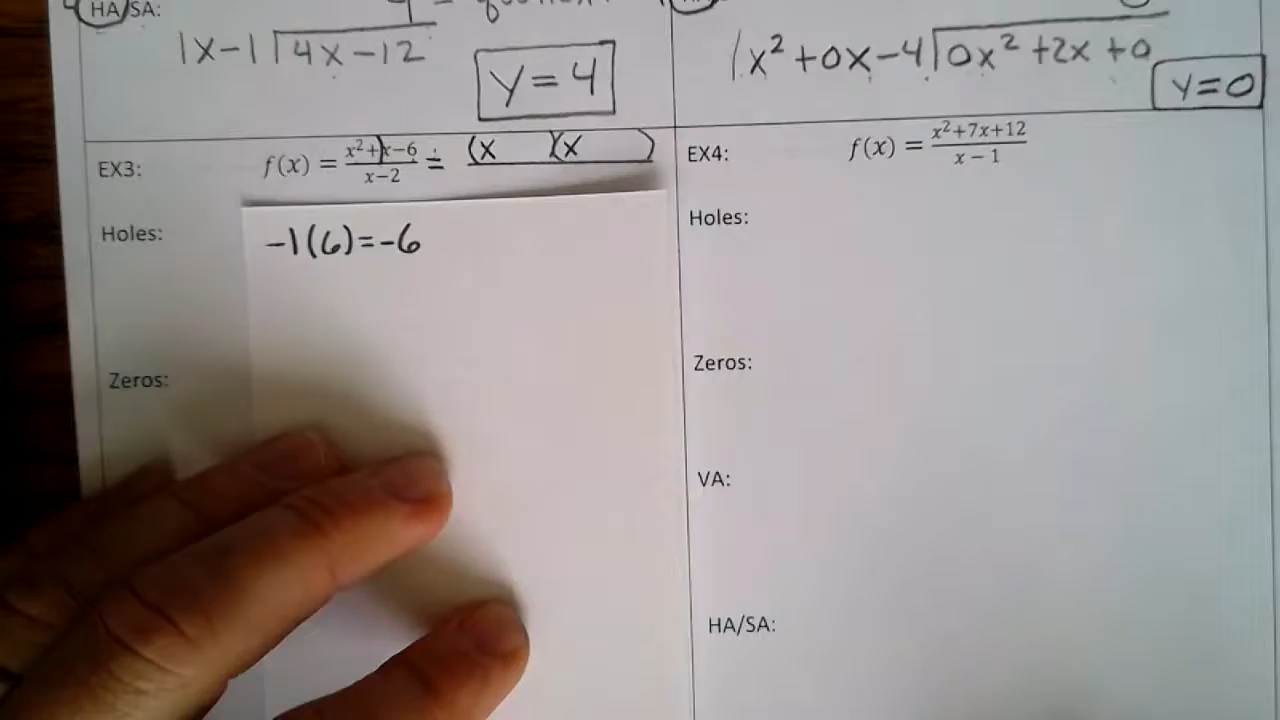 HA/SA:
1x-1 4x-12
y=4
1x²+0x-4 0x²+2x+0
y=0
EX3: f(x) = (x²+x-6)/(x-2) = (x )(x )
Holes:
-1(6)=-6
Zeros:
EX4: f(x) = (x²+7x+12)/(x-1)
Holes:
Zeros:
VA:
HA/SA: